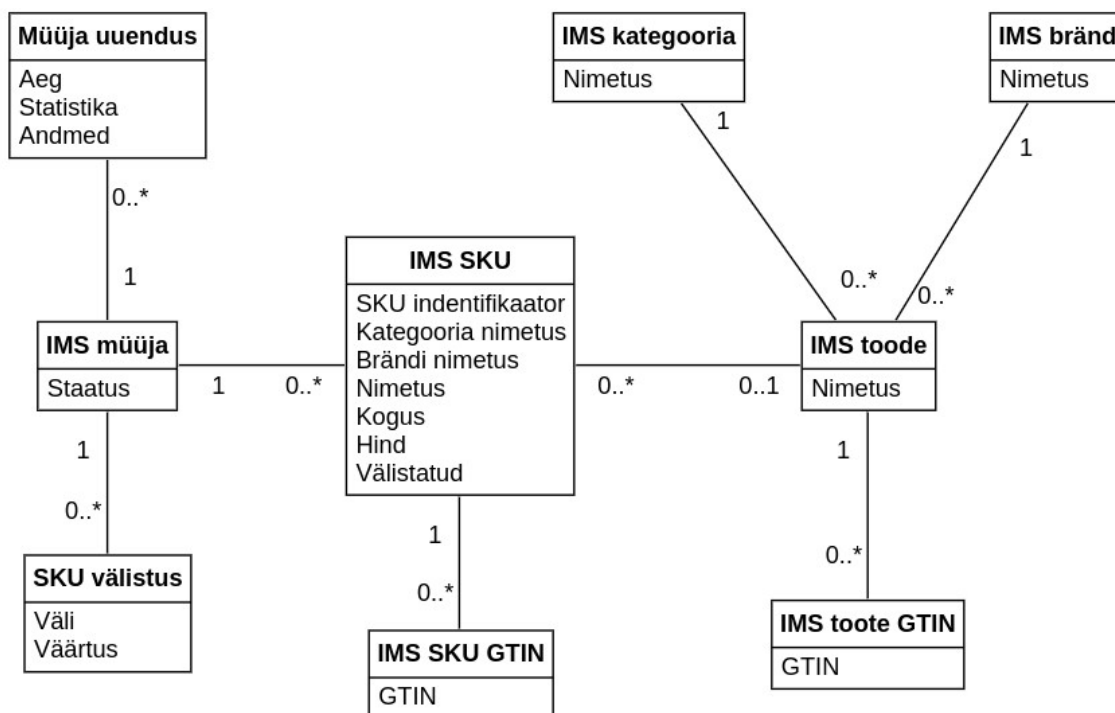 Müüja uuendus
Aeg
Statistika
Andmed
IMS kategooria
Nimetus
IMS bränd
Nimetus
1
1
0..*
1
0..*
0..*
IMS SKU
SKU indentifikaator
Kategooria nimetus
Brändi nimetus
Nimetus
Kogus
Hind
Välistatud
IMS müüja
Staatus
1
0..*
0..*
0..1
IMS toode
Nimetus
1
0..*
1
0..*
1
0..*
SKU välistus
Väli
Väärtus
IMS SKU GTIN
GTIN
IMS toote GTIN
GTIN